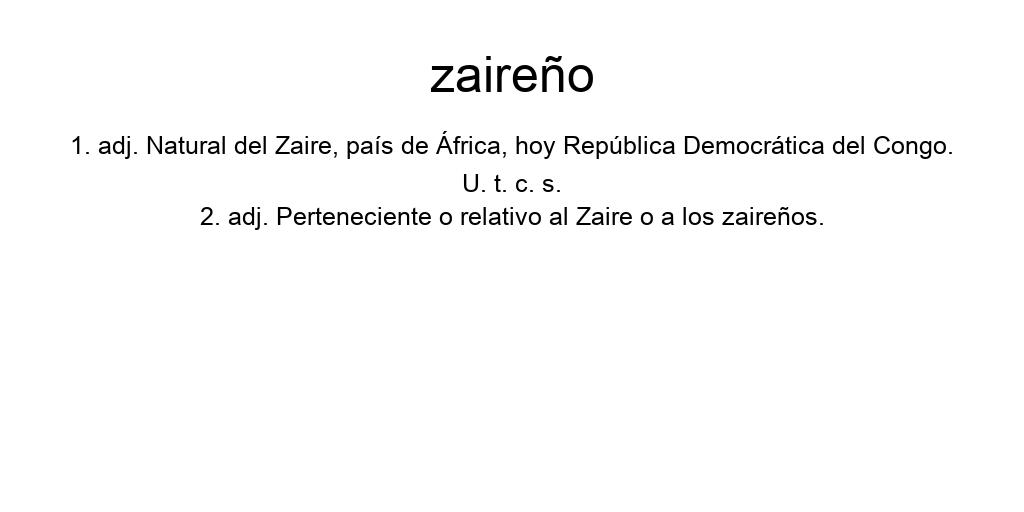 zaireño
1. adj. Natural del Zaire, país de África, hoy República Democrática del Congo.
U. t. c. s.
2. adj. Perteneciente o relativo al Zaire o a los zaireños.